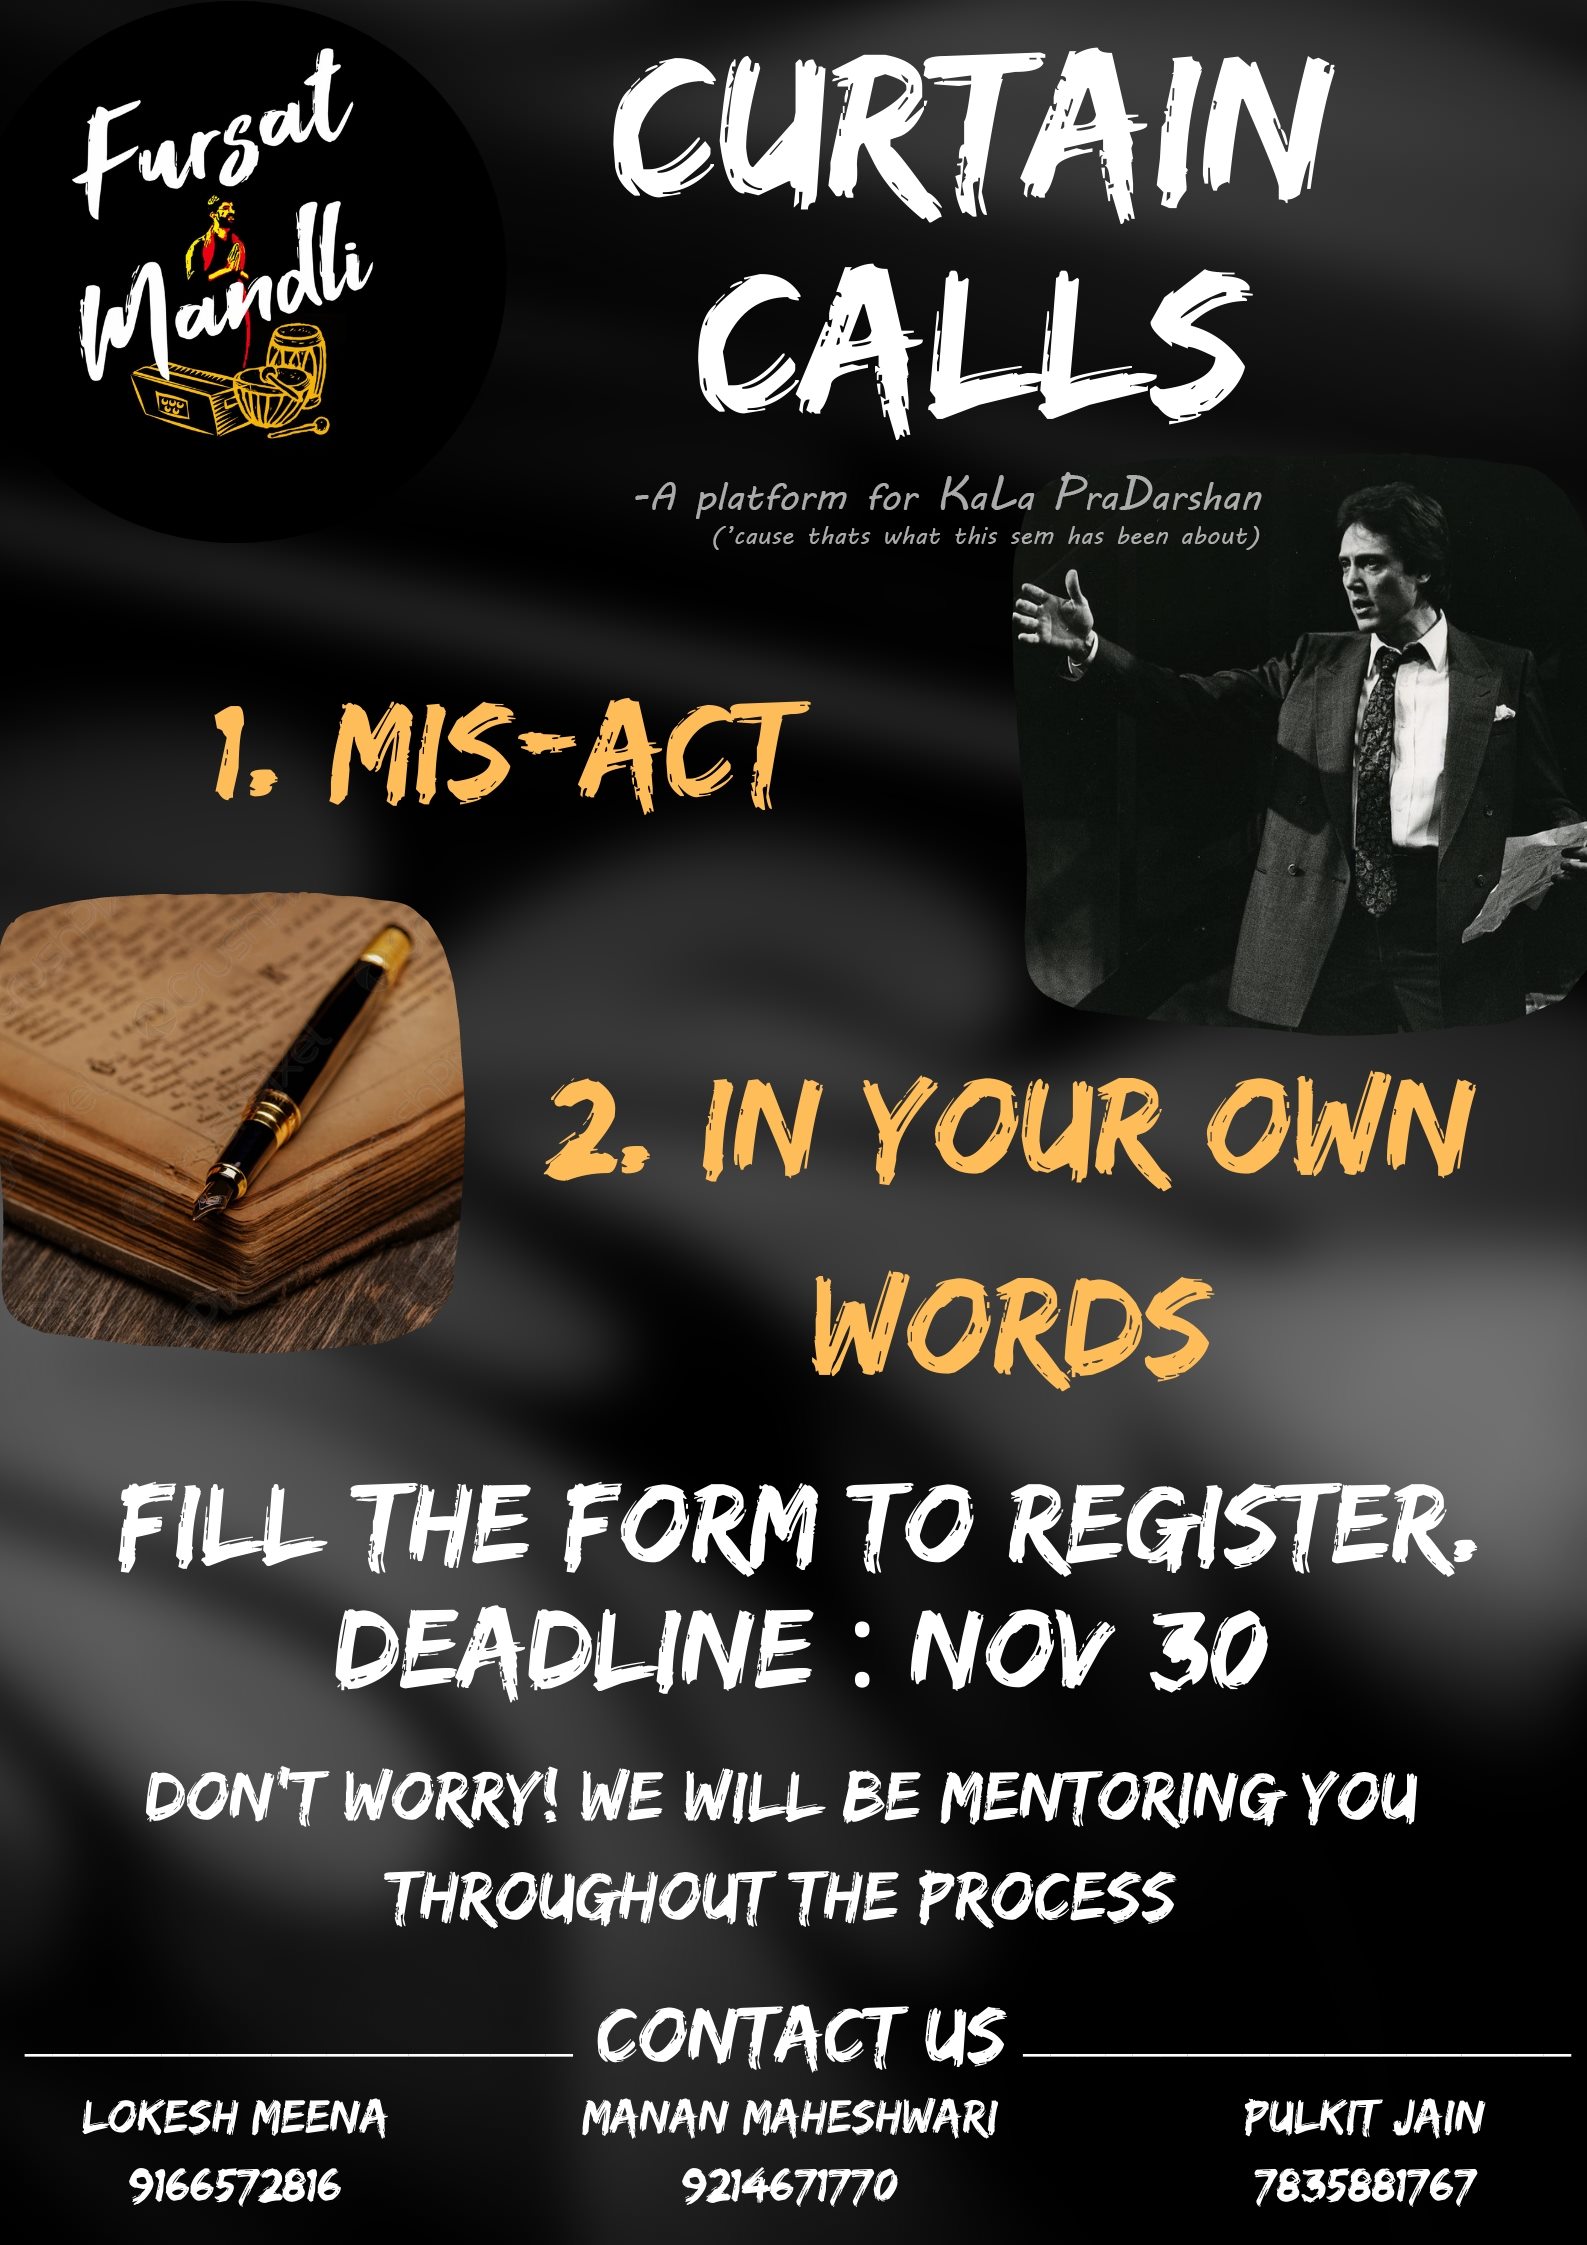 Fursat
Mandli
CURTAIN
CALLS
-A platform for KaLa PraDarshan
('cause thats what this sem has been about)
1. MIS-ACT
2. IN YOUR OWN
WORDS
FILL THE FORM TO REGISTER.
DEADLINE : NOV 30
DON'T WORRY! WE WILL BE MENTORING YOU
THROUGHOUT THE PROCESS
CONTACT US
LOKESH MEENA
9166572816
MANAN MAHESHWARI
9214671770
PULKIT JAIN
7835881767